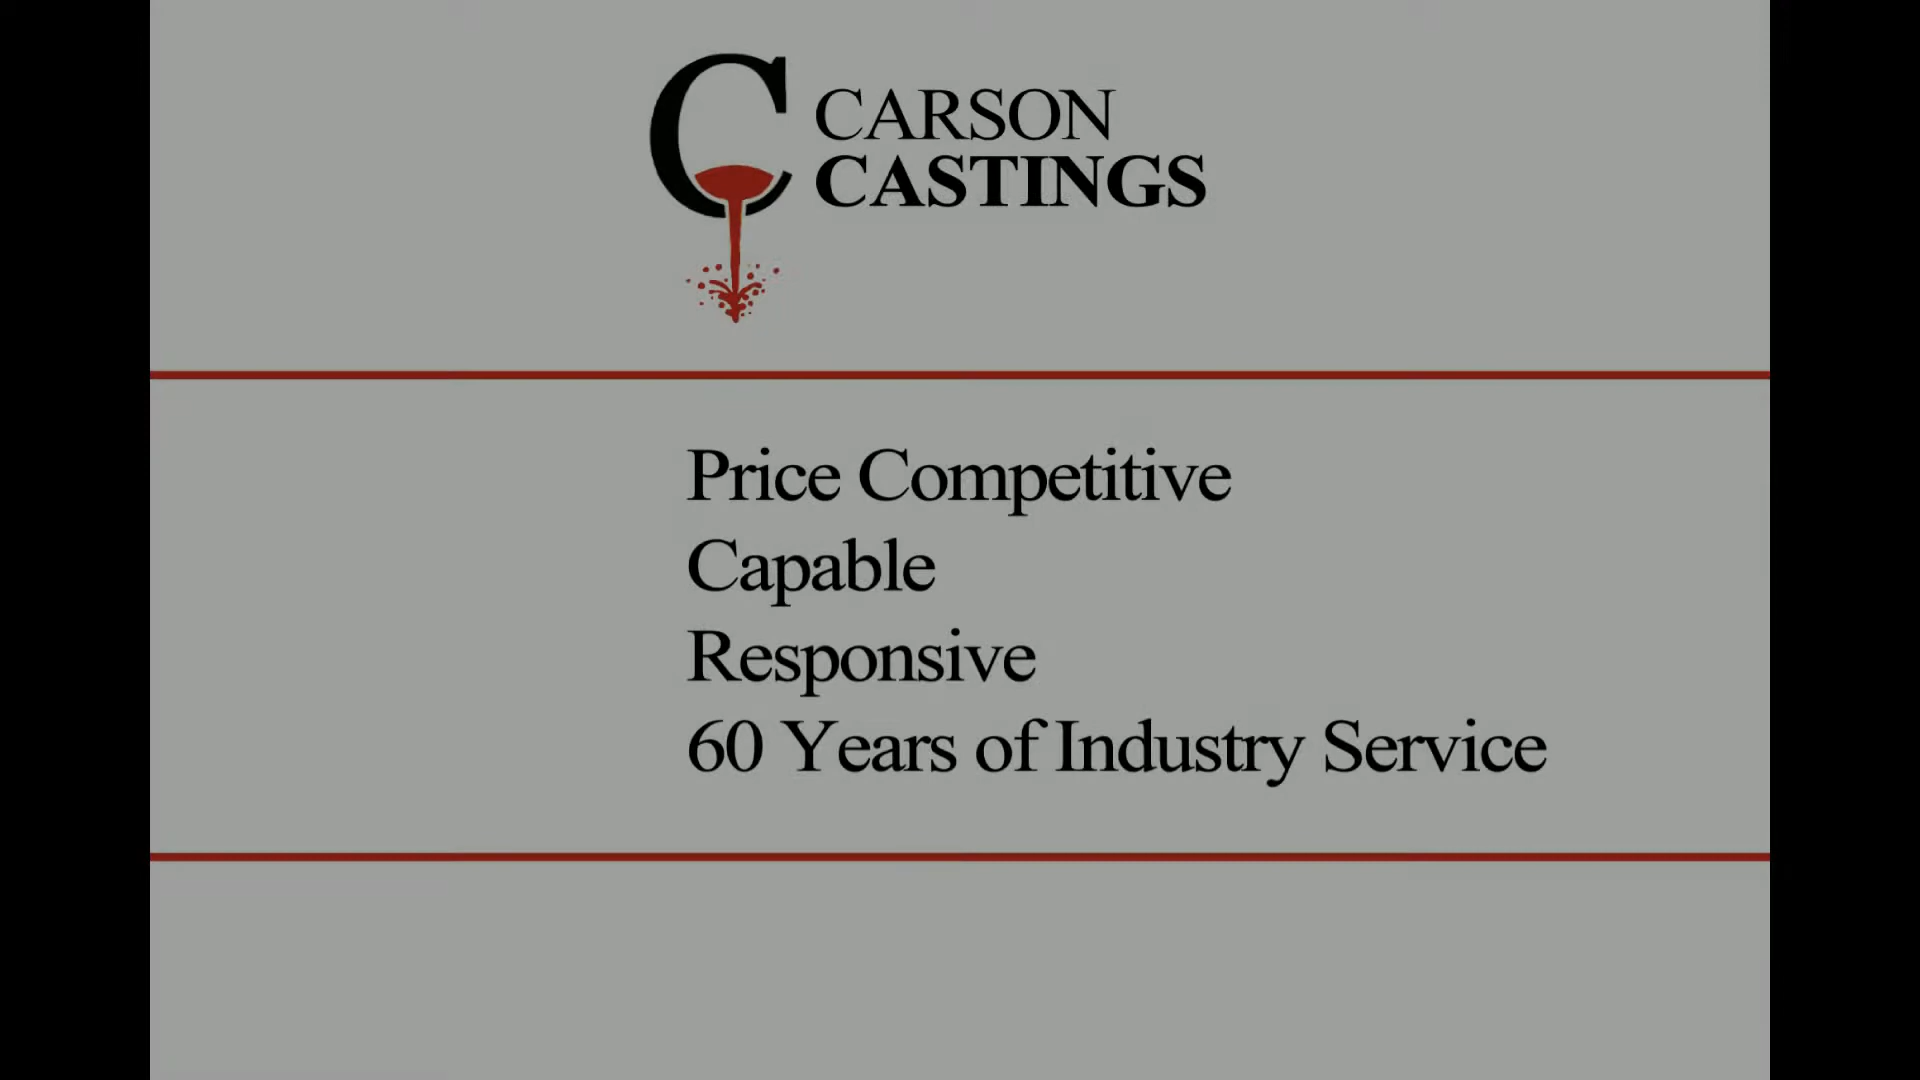 CARSON
CASTINGS
Price Competitive
Capable
Responsive
60 Years of Industry Service